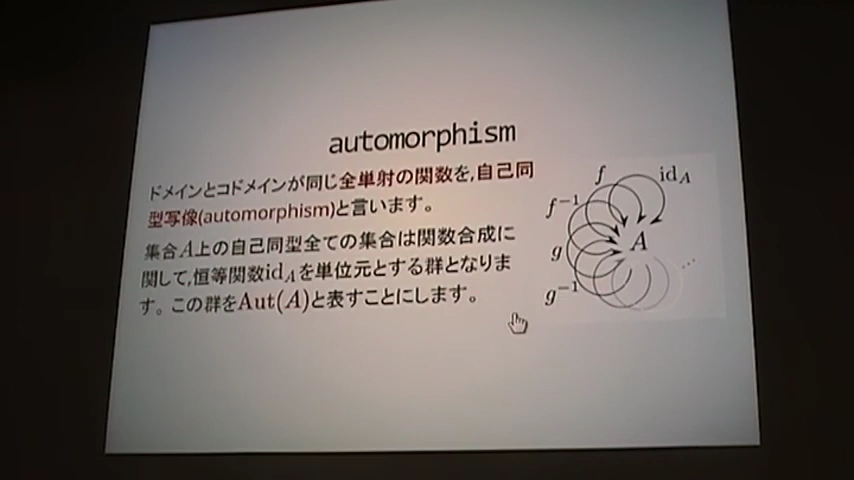 automorphism
ドメインとコドメインが同じ全単射の関数を,自己同
型写像(automorphism)と言います。
集合A上の自己同型全ての集合は関数合成に
関して,恒等関数id_Aを単位元とする群となりま
す。この群をAut(A)と表すことにします。
f
id_A
f⁻¹
A
g
g⁻¹
...